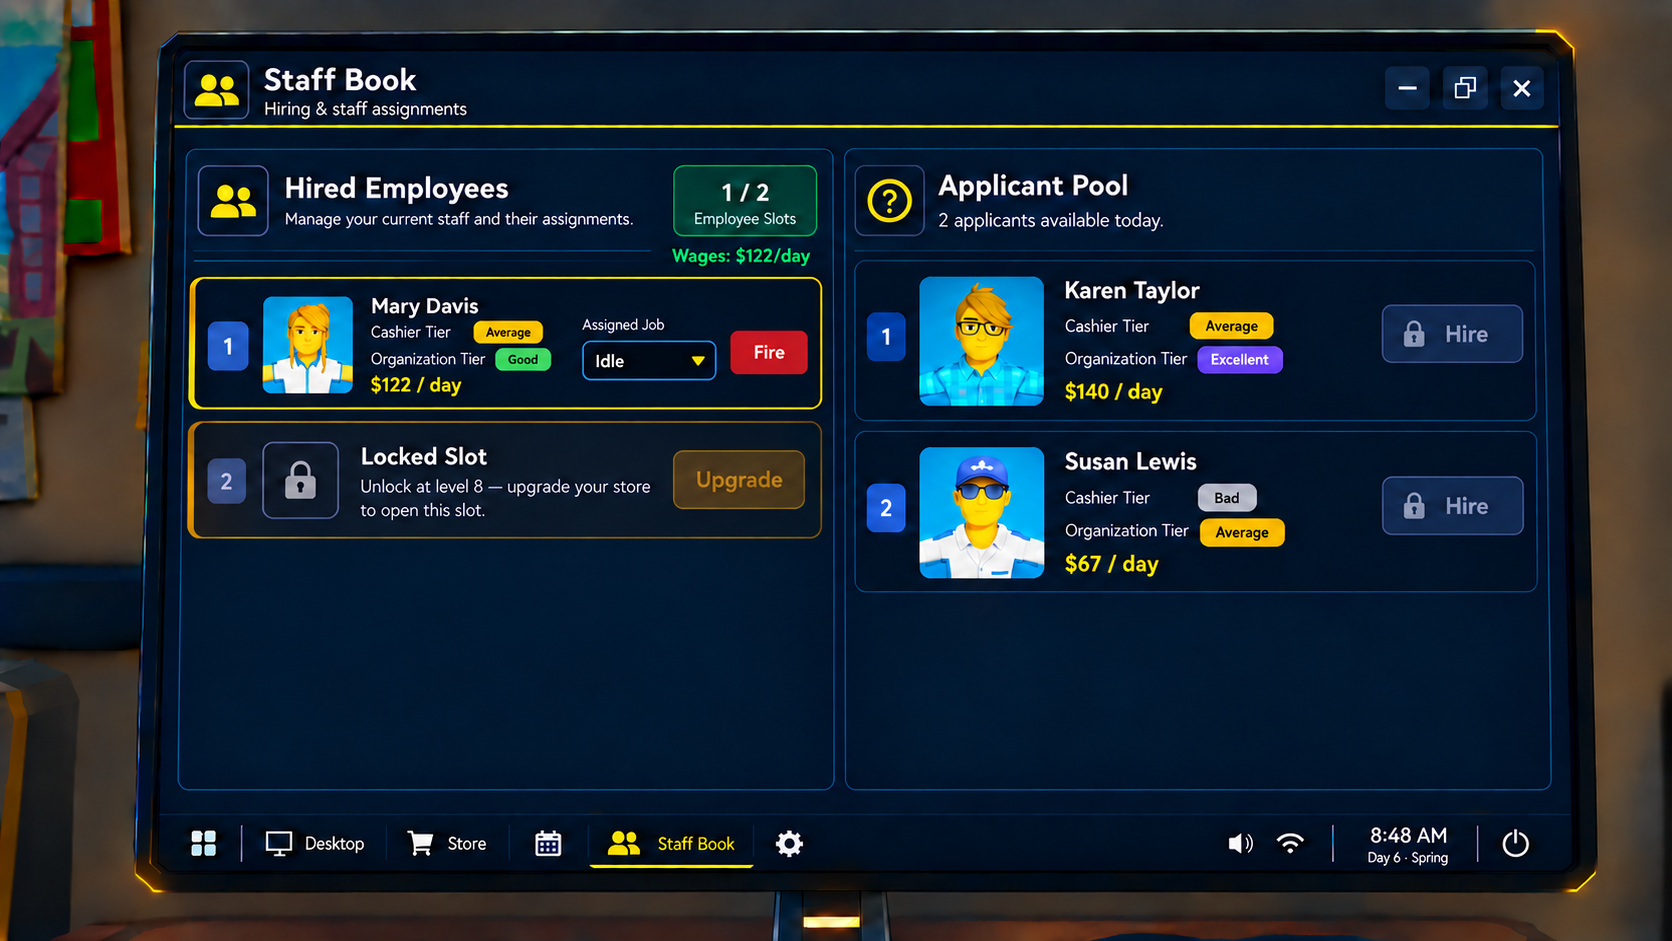 Staff Book
Hiring & staff assignments
Hired Employees
Manage your current staff and their assignments.
1 / 2
Employee Slots
Wages: $122/day
1
Mary Davis
Cashier Tier Average
Organization Tier Good
$122 / day
Assigned Job
Idle
Fire
2
Locked Slot
Unlock at level 8 — upgrade your store
to open this slot.
Upgrade
Applicant Pool
2 applicants available today.
1
Karen Taylor
Cashier Tier Average
Organization Tier Excellent
$140 / day
Hire
2
Susan Lewis
Cashier Tier Bad
Organization Tier Average
$67 / day
Hire
Desktop
Store
Staff Book
8:48 AM
Day 6 · Spring